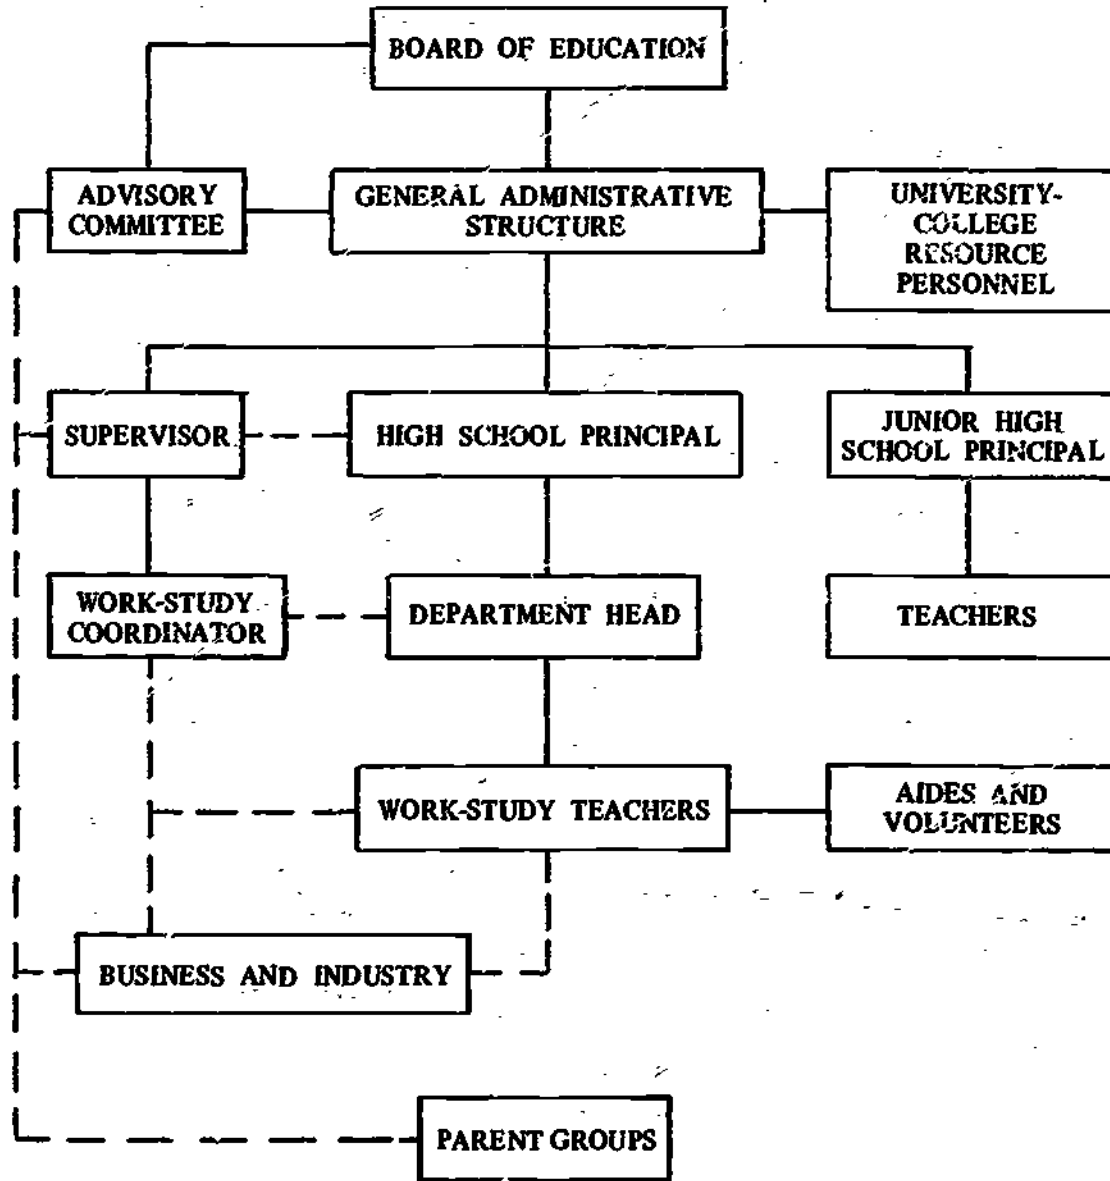 BOARD OF EDUCATION
ADVISORY
COMMITTEE
GENERAL ADMINISTRATIVE
STRUCTURE
UNIVERSITY-
COLLEGE
RESOURCE
PERSONNEL
SUPERVISOR
HIGH SCHOOL PRINCIPAL
JUNIOR HIGH
SCHOOL PRINCIPAL
WORK-STUDY
COORDINATOR
DEPARTMENT HEAD
TEACHERS
WORK-STUDY TEACHERS
AIDES AND
VOLUNTEERS
BUSINESS AND INDUSTRY
PARENT GROUPS